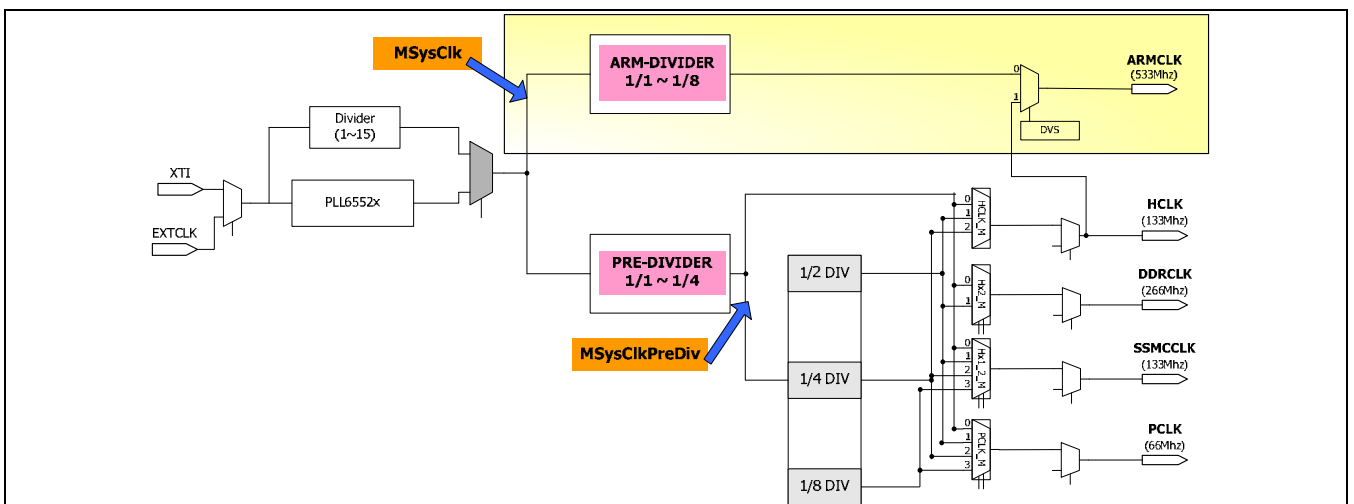 MSysClk
ARM-DIVIDER
1/1 ~ 1/8
0
1
DVS
ARMCLK
(533Mhz)
Divider
(1~15)
XTI
PLL6552x
EXTCLK
PRE-DIVIDER
1/1 ~ 1/4
MSysClkPreDiv
1/2 DIV
1/4 DIV
1/8 DIV
0
1
2
HCLK_M
HCLK
(133Mhz)
0
1
Hx2_M
DDRCLK
(266Mhz)
0
1
2
3
Hx1_2_M
SSMCCLK
(133Mhz)
0
1
2
3
PCLK_M
PCLK
(66Mhz)